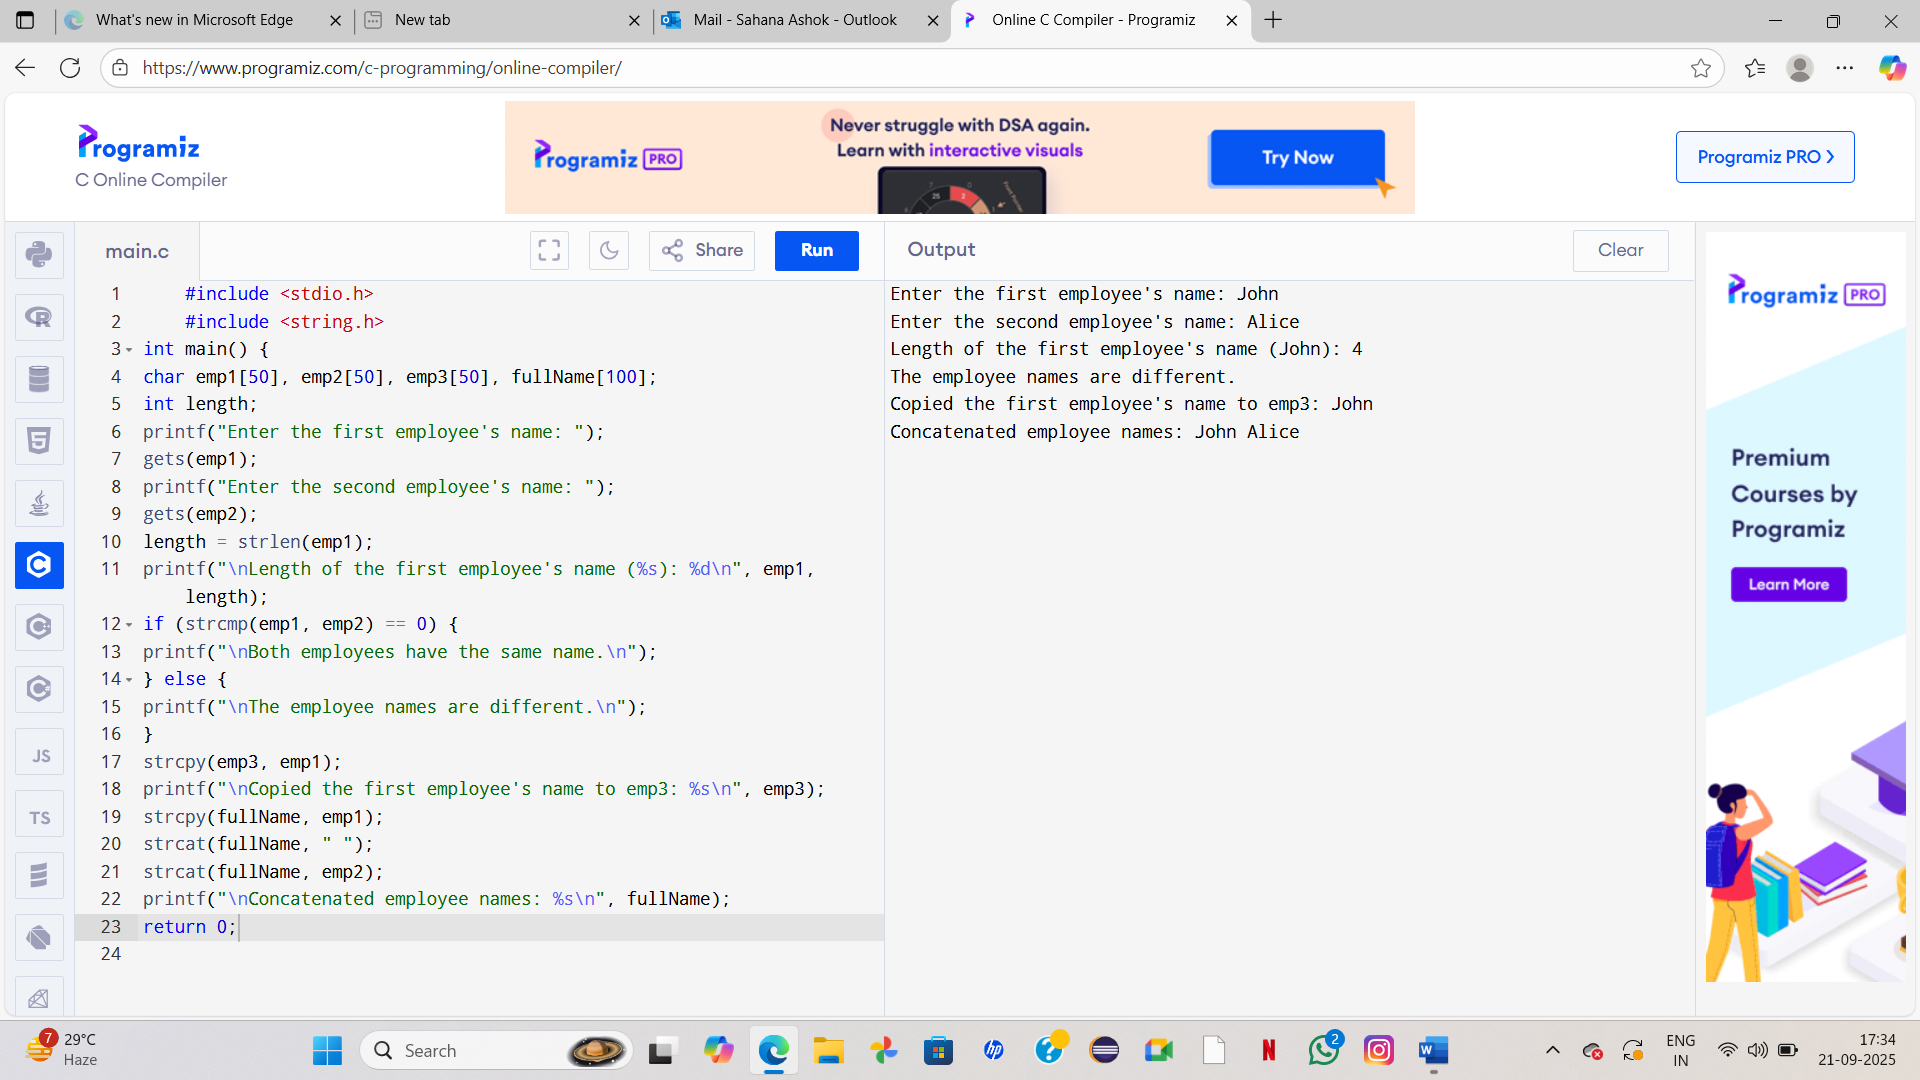 What's new in Microsoft Edge
New tab
Mail - Sahana Ashok - Outlook
Online C Compiler - Programiz
https://www.programiz.com/c-programming/online-compiler/
Programiz
C Online Compiler
Programiz PRO
Never struggle with DSA again.
Learn with interactive visuals
Try Now
Programiz PRO
main.c
Share
Run
Output
Clear
1 #include <stdio.h>
2 #include <string.h>
3 int main() {
4 char emp1[50], emp2[50], emp3[50], fullName[100];
5 int length;
6 printf("Enter the first employee's name: ");
7 gets(emp1);
8 printf("Enter the second employee's name: ");
9 gets(emp2);
10 length = strlen(emp1);
11 printf("\nLength of the first employee's name (%s): %d\n", emp1,
length);
12 if (strcmp(emp1, emp2) == 0) {
13 printf("\nBoth employees have the same name.\n");
14 } else {
15 printf("\nThe employee names are different.\n");
16 }
17 strcpy(emp3, emp1);
18 printf("\nCopied the first employee's name to emp3: %s\n", emp3);
19 strcpy(fullName, emp1);
20 strcat(fullName, " ");
21 strcat(fullName, emp2);
22 printf("\nConcatenated employee names: %s\n", fullName);
23 return 0;
24
Enter the first employee's name: John
Enter the second employee's name: Alice
Length of the first employee's name (John): 4
The employee names are different.
Copied the first employee's name to emp3: John
Concatenated employee names: John Alice
R
5
C
C
C
JS
TS
Programiz PRO
Premium
Courses by
Programiz
Learn More
7
29°C
Haze
Search
hp
N
2
W
ENG
IN
17:34
21-09-2025